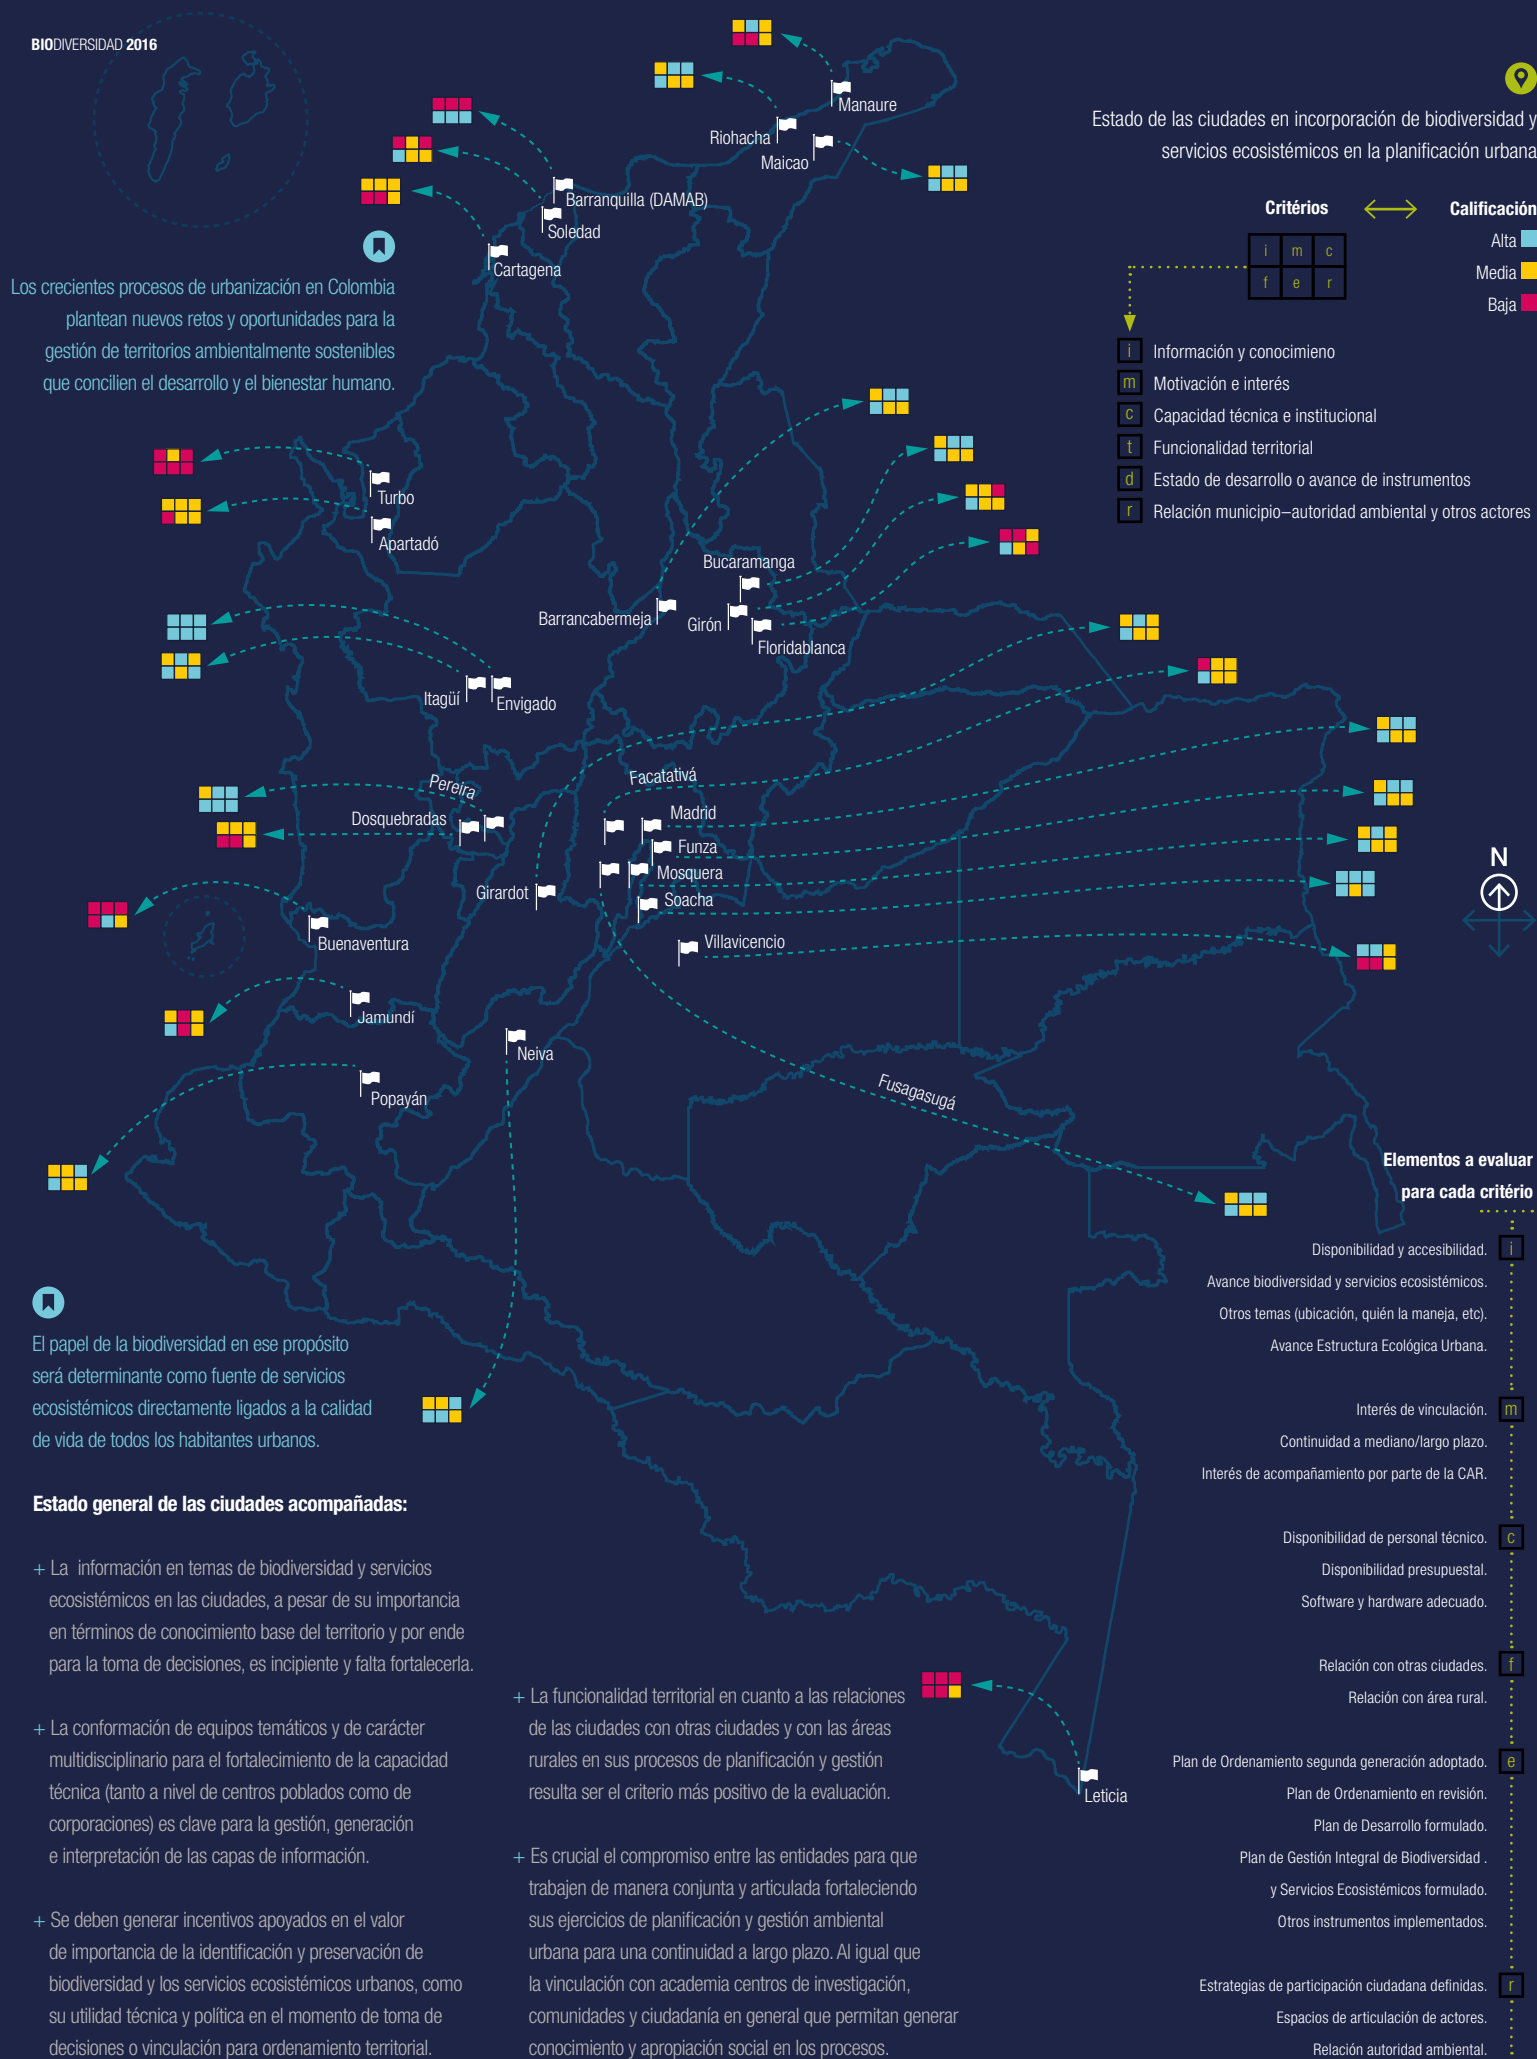 BIODIVERSIDAD 2016
Estado de las ciudades en incorporación de biodiversidad y
servicios ecosistémicos en la planificación urbana
Critérios
Calificación
Alta
Media
Baja
i m c
f e r
i Información y conocimieno
m Motivación e interés
c Capacidad técnica e institucional
t Funcionalidad territorial
d Estado de desarrollo o avance de instrumentos
r Relación municipio–autoridad ambiental y otros actores
Los crecientes procesos de urbanización en Colombia
plantean nuevos retos y oportunidades para la
gestión de territorios ambientalmente sostenibles
que concilien el desarrollo y el bienestar humano.
Manaure
Riohacha
Maicao
Barranquilla (DAMAB)
Soledad
Cartagena
Turbo
Apartadó
Bucaramanga
Barrancabermeja
Girón
Floridablanca
Itagüí
Envigado
Pereira
Dosquebradas
Facatativá
Madrid
Funza
Mosquera
Girardot
Soacha
Villavicencio
Buenaventura
Jamundí
Neiva
Popayán
Fusagasugá
Leticia
N
El papel de la biodiversidad en ese propósito
será determinante como fuente de servicios
ecosistémicos directamente ligados a la calidad
de vida de todos los habitantes urbanos.
Estado general de las ciudades acompañadas:
+ La información en temas de biodiversidad y servicios
ecosistémicos en las ciudades, a pesar de su importancia
en términos de conocimiento base del territorio y por ende
para la toma de decisiones, es incipiente y falta fortalecerla.
+ La conformación de equipos temáticos y de carácter
multidisciplinario para el fortalecimiento de la capacidad
técnica (tanto a nivel de centros poblados como de
corporaciones) es clave para la gestión, generación
e interpretación de las capas de información.
+ Se deben generar incentivos apoyados en el valor
de importancia de la identificación y preservación de
biodiversidad y los servicios ecosistémicos urbanos, como
su utilidad técnica y política en el momento de toma de
decisiones o vinculación para ordenamiento territorial.
+ La funcionalidad territorial en cuanto a las relaciones
de las ciudades con otras ciudades y con las áreas
rurales en sus procesos de planificación y gestión
resulta ser el criterio más positivo de la evaluación.
+ Es crucial el compromiso entre las entidades para que
trabajen de manera conjunta y articulada fortaleciendo
sus ejercicios de planificación y gestión ambiental
urbana para una continuidad a largo plazo. Al igual que
la vinculación con academia centros de investigación,
comunidades y ciudadanía en general que permitan generar
conocimiento y apropiación social en los procesos.
Elementos a evaluar
para cada critério
Disponibilidad y accesibilidad. i
Avance biodiversidad y servicios ecosistémicos.
Otros temas (ubicación, quién la maneja, etc).
Avance Estructura Ecológica Urbana.
Interés de vinculación. m
Continuidad a mediano/largo plazo.
Interés de acompañamiento por parte de la CAR.
Disponibilidad de personal técnico. c
Disponibilidad presupuestal.
Software y hardware adecuado.
Relación con otras ciudades. f
Relación con área rural.
Plan de Ordenamiento segunda generación adoptado. e
Plan de Ordenamiento en revisión.
Plan de Desarrollo formulado.
Plan de Gestión Integral de Biodiversidad .
y Servicios Ecosistémicos formulado.
Otros instrumentos implementados.
Estrategias de participación ciudadana definidas. r
Espacios de articulación de actores.
Relación autoridad ambiental.